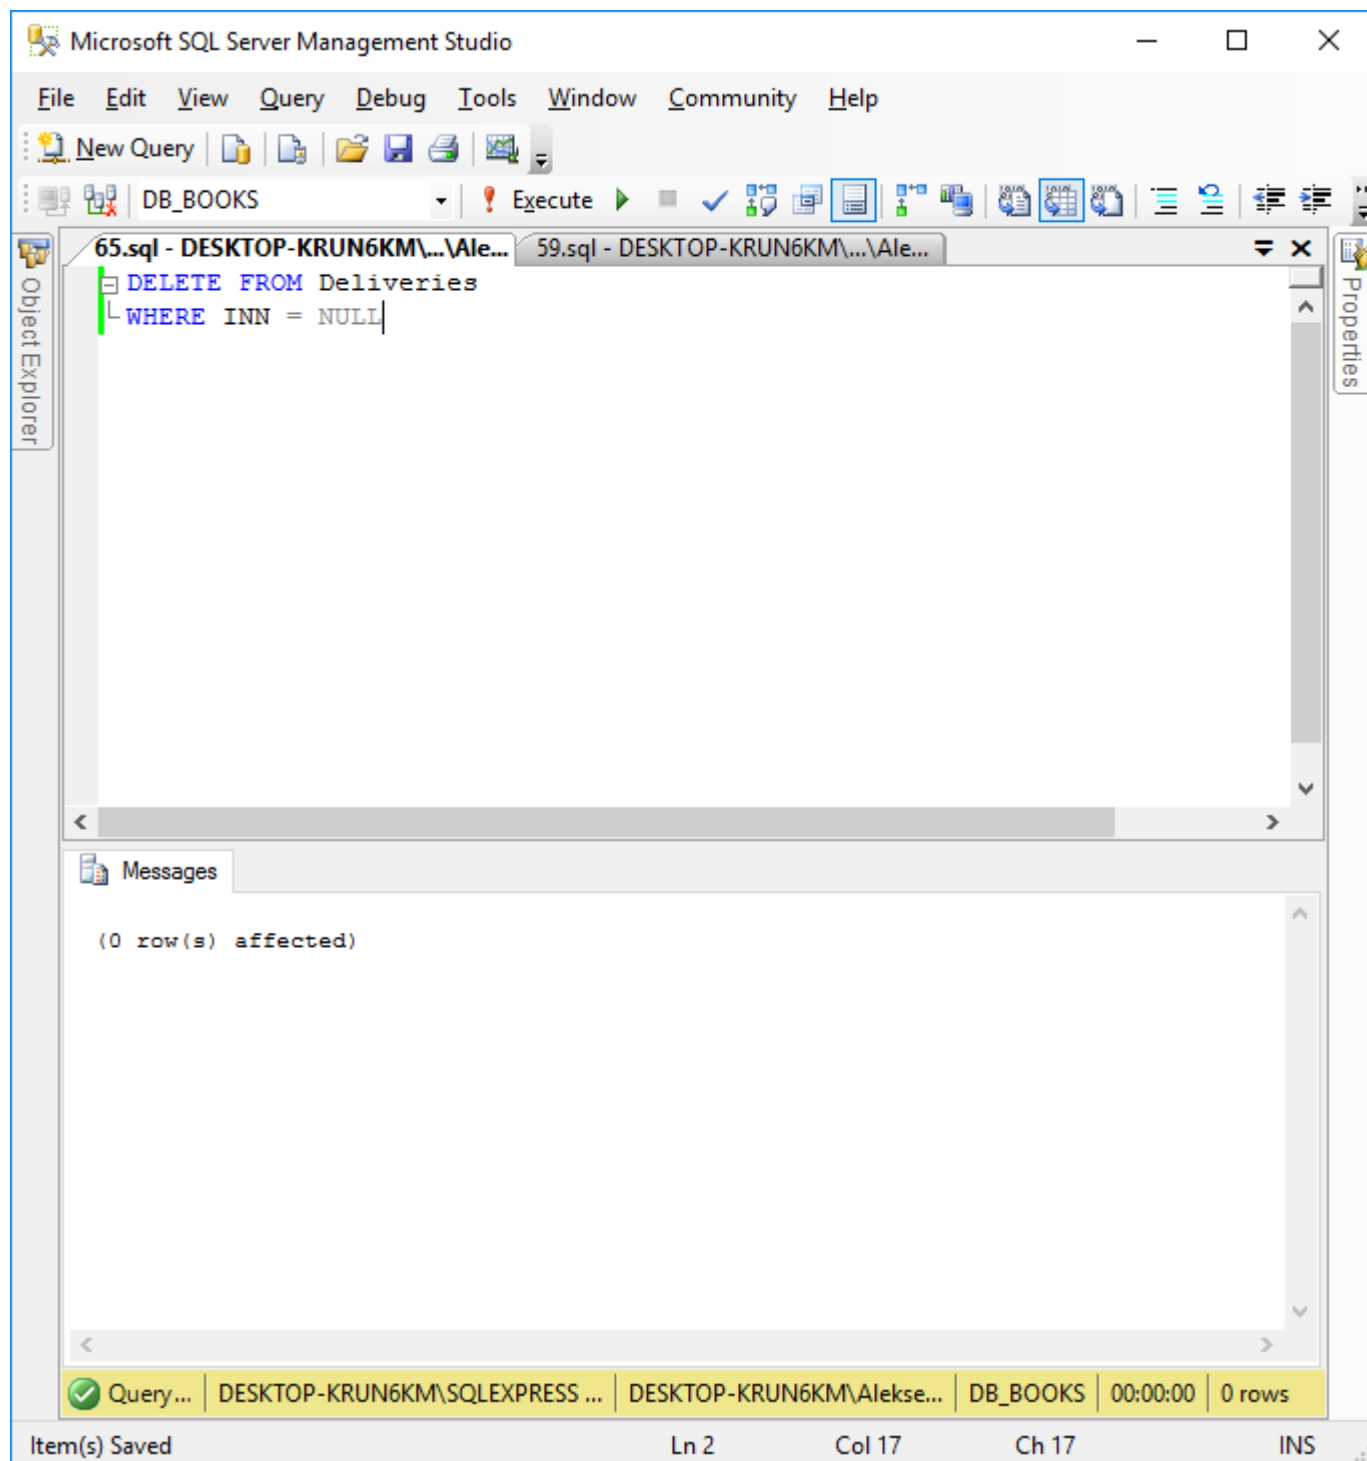 Microsoft SQL Server Management Studio
File Edit View Query Debug Tools Window Community Help
New Query
DB_BOOKS Execute
65.sql - DESKTOP-KRUN6KM\...\Ale... 59.sql - DESKTOP-KRUN6KM\...\Ale...
Object Explorer
DELETE FROM Deliveries
WHERE INN = NULL
Properties
Messages
(0 row(s) affected)
Query... DESKTOP-KRUN6KM\SQLEXPRESS ... DESKTOP-KRUN6KM\Alekse... DB_BOOKS 00:00:00 0 rows
Item(s) Saved Ln 2 Col 17 Ch 17 INS